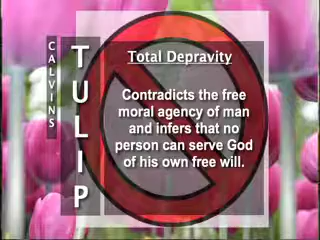 CALVINS
TULIP
Total Depravity
Contradicts the free
moral agency of man
and infers that no
person can serve God
of his own free will.